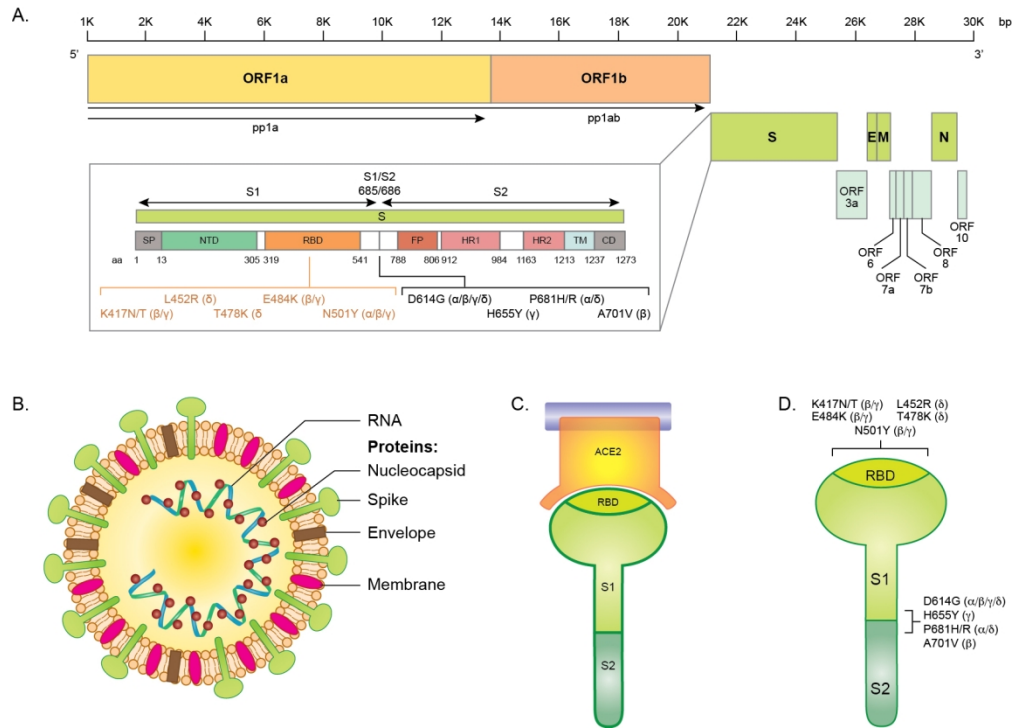 A.
1K 2K 4K 6K 8K 10K 12K 14K 16K 18K 20K 22K 24K 26K 28K 30K bp
5’ 3’
ORF1a ORF1b
pp1a pp1ab
S E M N
ORF
3a
ORF
10
ORF
6
ORF
8
ORF
7a
ORF
7b
S1/S2
685/686
S1 S2
S
SP NTD RBD FP HR1 HR2 TM CD
aa 1 13 305 319 541 788 806 912 984 1163 1213 1237 1273
L452R (δ) E484K (β/γ)
K417N/T (β/γ) T478K (δ N501Y (α/β/γ)
D614G (α/β/γ/δ) P681H/R (α/δ)
H655Y (γ) A701V (β)
B.
RNA
Proteins:
Nucleocapsid
Spike
Envelope
Membrane
C.
ACE2
RBD
S1
S2
D.
K417N/T (β/γ) L452R (δ)
E484K (β/γ) T478K (δ)
N501Y (β/γ)
RBD
S1
D614G (α/β/γ/δ)
H655Y (γ)
P681H/R (α/δ)
A701V (β)
S2